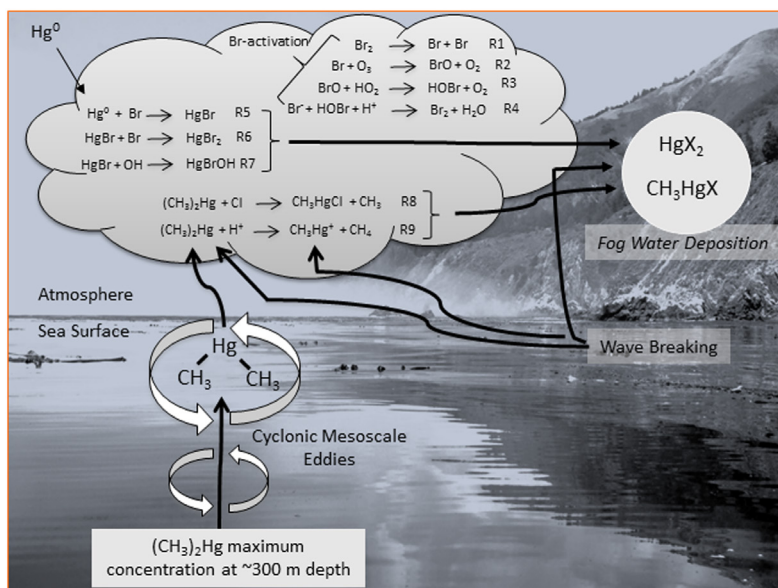 Hg⁰
Br-activation
Br₂ → Br + Br R1
Br + O₃ → BrO + O₂ R2
BrO + HO₂ → HOBr + O₂ R3
Br⁻ + HOBr + H⁺ → Br₂ + H₂O R4
Hg⁰ + Br → HgBr R5
HgBr + Br → HgBr₂ R6
HgBr + OH → HgBrOH R7
(CH₃)₂Hg + Cl → CH₃HgCl + CH₃ R8
(CH₃)₂Hg + H⁺ → CH₃Hg⁺ + CH₄ R9
HgX₂
CH₃HgX
Fog Water Deposition
Atmosphere
Sea Surface
Wave Breaking
Hg
CH₃ CH₃
Cyclonic Mesoscale
Eddies
(CH₃)₂Hg maximum
concentration at ~300 m depth